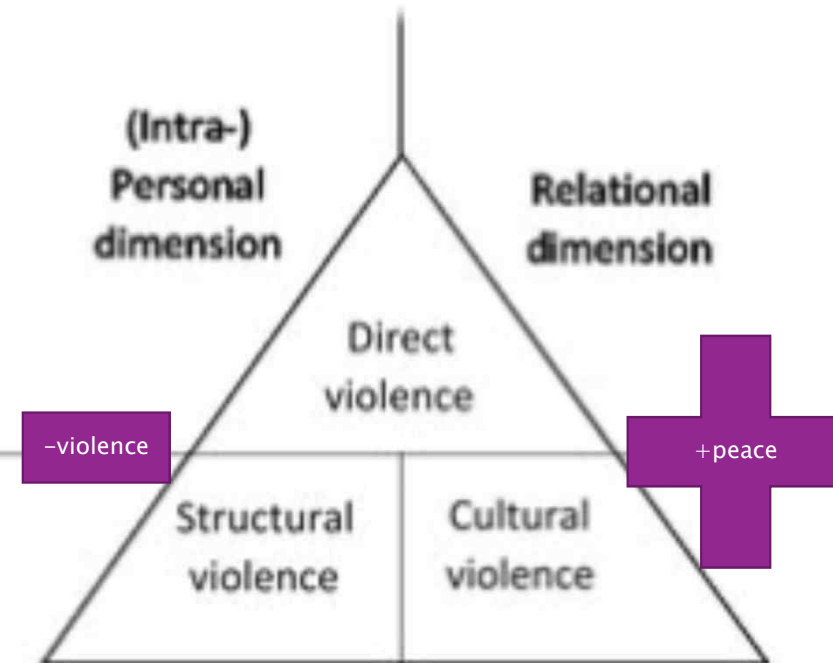 (Intra-)
Personal
dimension
Relational
dimension
Direct
violence
–violence
+peace
Structural
violence
Cultural
violence